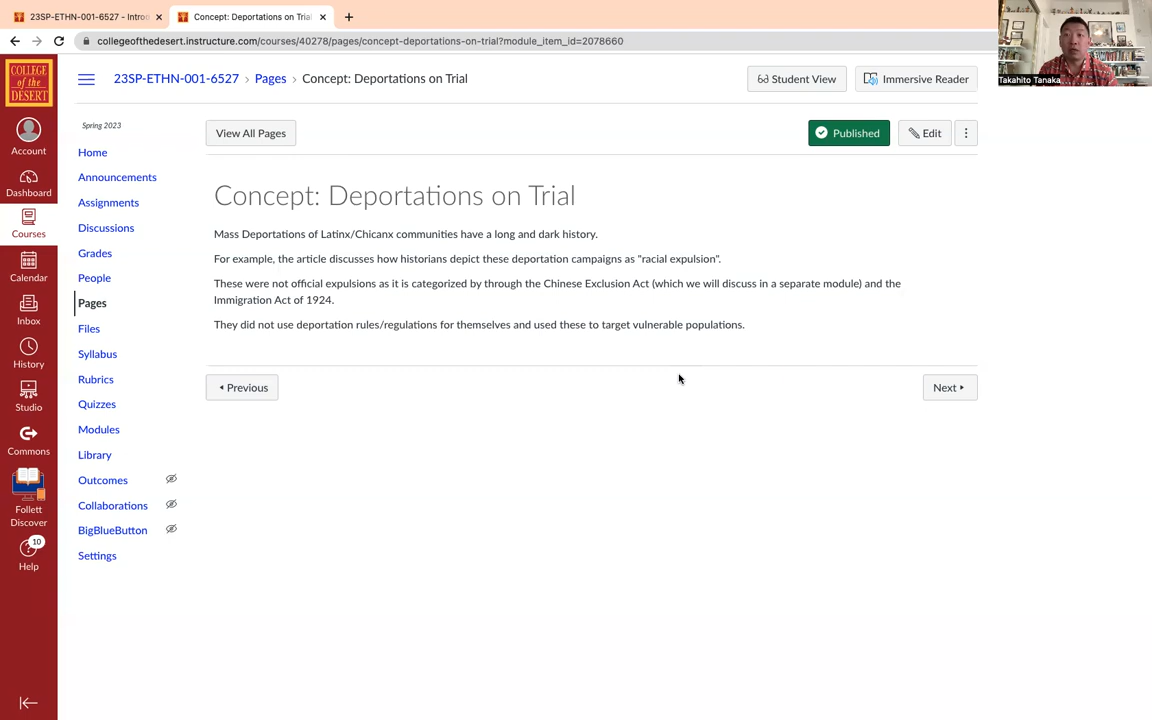 23SP-ETHN-001-6527 - Introd
Concept: Deportations on Trial
collegeofthedesert.instructure.com/courses/40278/pages/concept-deportations-on-trial?module_item_id=2078660
Takahito Tanaka
COLLEGE
of the
DESERT
23SP-ETHN-001-6527 › Pages › Concept: Deportations on Trial
Student View
Immersive Reader
Account
Dashboard
Courses
Calendar
Inbox
History
Studio
Commons
Follett
Discover
10
Help
Spring 2023
Home
Announcements
Assignments
Discussions
Grades
People
Pages
Files
Syllabus
Rubrics
Quizzes
Modules
Library
Outcomes
Collaborations
BigBlueButton
Settings
View All Pages
Published
Edit
Concept: Deportations on Trial
Mass Deportations of Latinx/Chicanx communities have a long and dark history.
For example, the article discusses how historians depict these deportation campaigns as "racial expulsion".
These were not official expulsions as it is categorized by through the Chinese Exclusion Act (which we will discuss in a separate module) and the
Immigration Act of 1924.
They did not use deportation rules/regulations for themselves and used these to target vulnerable populations.
Previous
Next